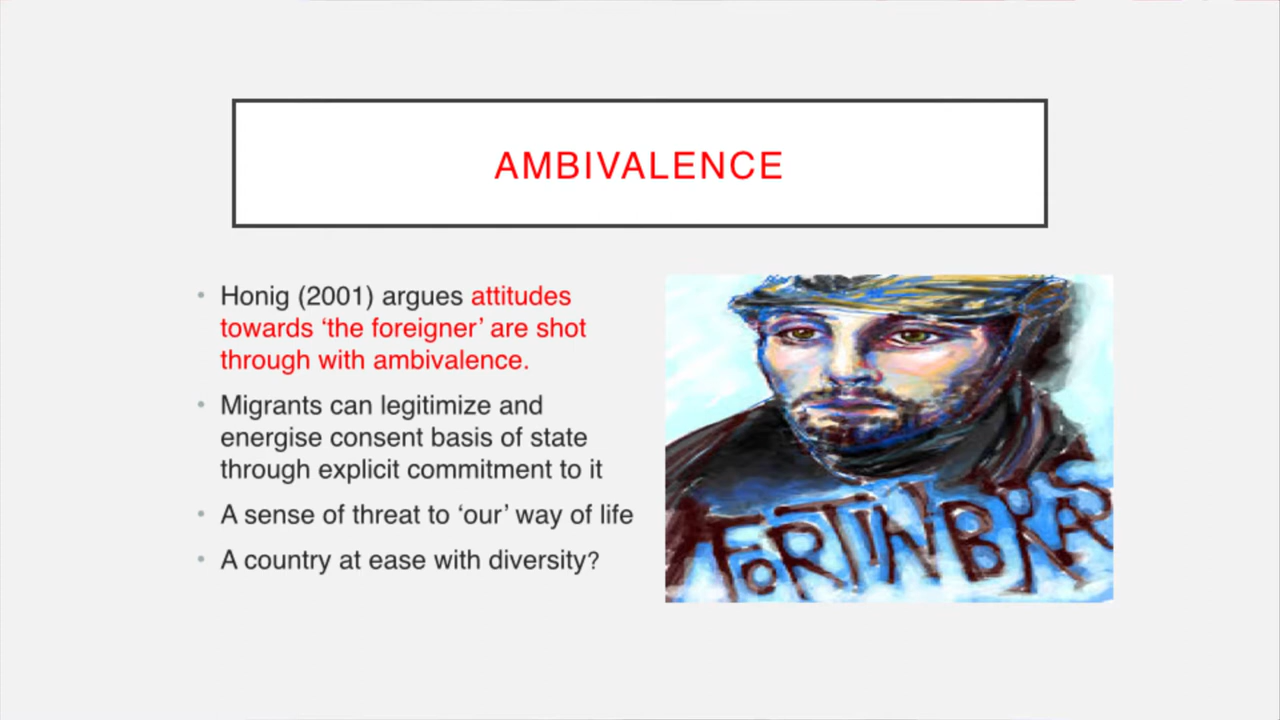 AMBIVALENCE
• Honig (2001) argues attitudes
towards ‘the foreigner’ are shot
through with ambivalence.
• Migrants can legitimize and
energise consent basis of state
through explicit commitment to it
• A sense of threat to ‘our’ way of life
• A country at ease with diversity?
FORTINBRAS